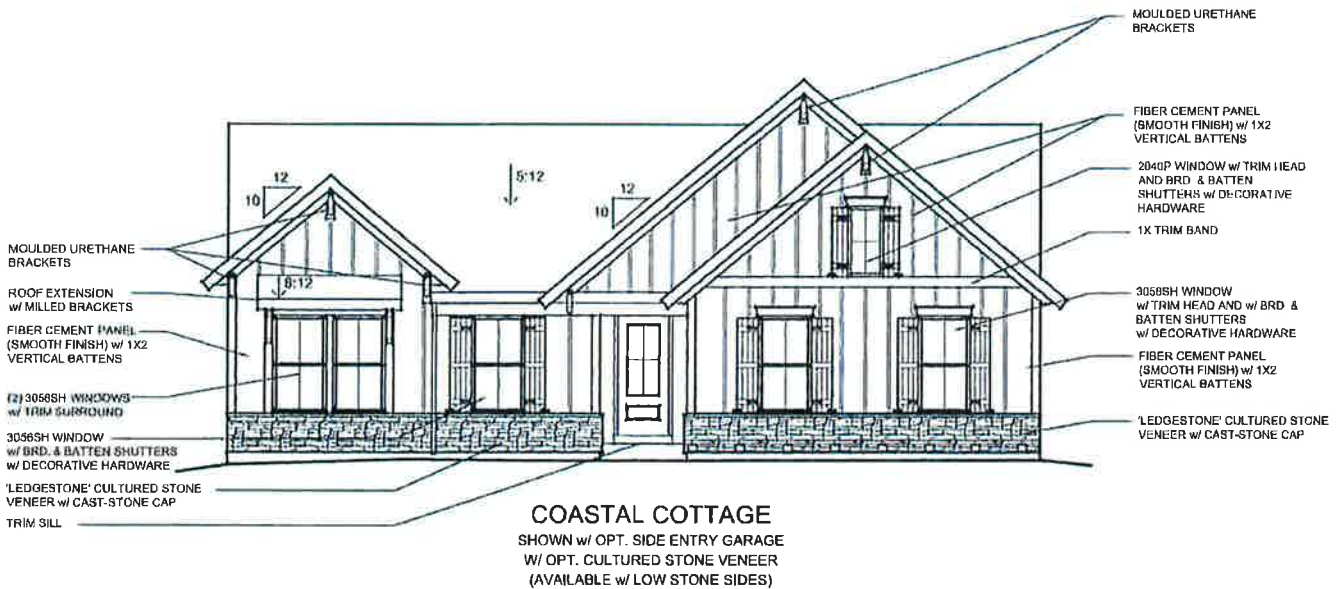 MOULDED URETHANE
BRACKETS
FIBER CEMENT PANEL
(SMOOTH FINISH) w/ 1X2
VERTICAL BATTENS
2040P WINDOW w/ TRIM HEAD
AND BRD. & BATTEN
SHUTTERS w/ DECORATIVE
HARDWARE
1X TRIM BAND
3056SH WINDOW
w/ TRIM HEAD AND w/ BRD. &
BATTEN SHUTTERS
w/ DECORATIVE HARDWARE
FIBER CEMENT PANEL
(SMOOTH FINISH) w/ 1X2
VERTICAL BATTENS
'LEDGESTONE' CULTURED STONE
VENEER w/ CAST-STONE CAP
12
10
5:12
12
10
8:12
MOULDED URETHANE
BRACKETS
ROOF EXTENSION
w/ MILLED BRACKETS
FIBER CEMENT PANEL
(SMOOTH FINISH) w/ 1X2
VERTICAL BATTENS
(2) 3056SH WINDOWS
w/ TRIM SURROUND
3056SH WINDOW
w/ BRD. & BATTEN SHUTTERS
w/ DECORATIVE HARDWARE
'LEDGESTONE' CULTURED STONE
VENEER w/ CAST-STONE CAP
TRIM SILL
COASTAL COTTAGE
SHOWN w/ OPT. SIDE ENTRY GARAGE
W/ OPT. CULTURED STONE VENEER
(AVAILABLE w/ LOW STONE SIDES)